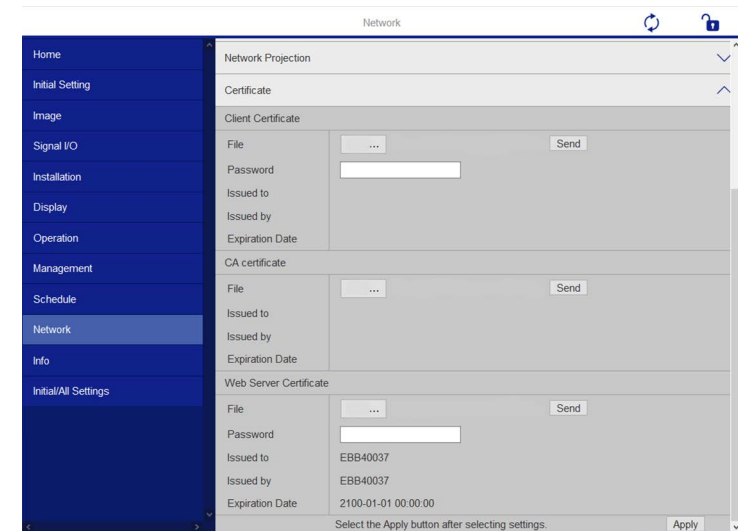 Network
Home
Initial Setting
Image
Signal I/O
Installation
Display
Operation
Management
Schedule
Network
Info
Initial/All Settings
Network Projection
Certificate
Client Certificate
File ... Send
Password
Issued to
Issued by
Expiration Date
CA certificate
File ... Send
Issued to
Issued by
Expiration Date
Web Server Certificate
File ... Send
Password
Issued to EBB40037
Issued by EBB40037
Expiration Date 2100-01-01 00:00:00
Select the Apply button after selecting settings. Apply